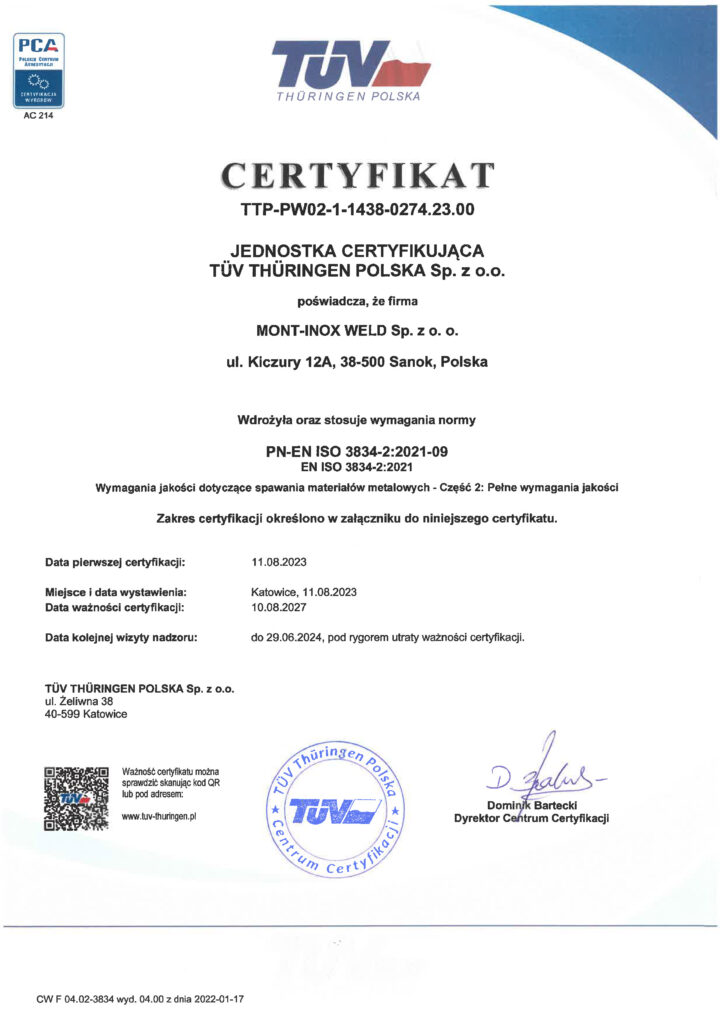 PCA
POLSKIE CENTRUM
AKREDYTACJI
CERTYFIKACJA
WYROBÓW
AC 214
TÜV
THÜRINGEN POLSKA
CERTYFIKAT
TTP-PW02-1-1438-0274.23.00
JEDNOSTKA CERTYFIKUJĄCA
TÜV THÜRINGEN POLSKA Sp. z o.o.
poświadcza, że firma
MONT-INOX WELD Sp. z o. o.
ul. Kiczury 12A, 38-500 Sanok, Polska
Wdrożyła oraz stosuje wymagania normy
PN-EN ISO 3834-2:2021-09
EN ISO 3834-2:2021
Wymagania jakości dotyczące spawania materiałów metalowych - Część 2: Pełne wymagania jakości
Zakres certyfikacji określono w załączniku do niniejszego certyfikatu.
Data pierwszej certyfikacji: 11.08.2023
Miejsce i data wystawienia: Katowice, 11.08.2023
Data ważności certyfikacji: 10.08.2027
Data kolejnej wizyty nadzoru: do 29.06.2024, pod rygorem utraty ważności certyfikacji.
TÜV THÜRINGEN POLSKA Sp. z o.o.
ul. Żeliwna 38
40-599 Katowice
TÜV
Ważność certyfikatu można
sprawdzić skanując kod QR
lub pod adresem:
www.tuv-thuringen.pl
TÜV Thüringen Polska
TÜV
Centrum Certyfikacji
Dominik Bartecki
Dyrektor Centrum Certyfikacji
CW F 04.02-3834 wyd. 04.00 z dnia 2022-01-17